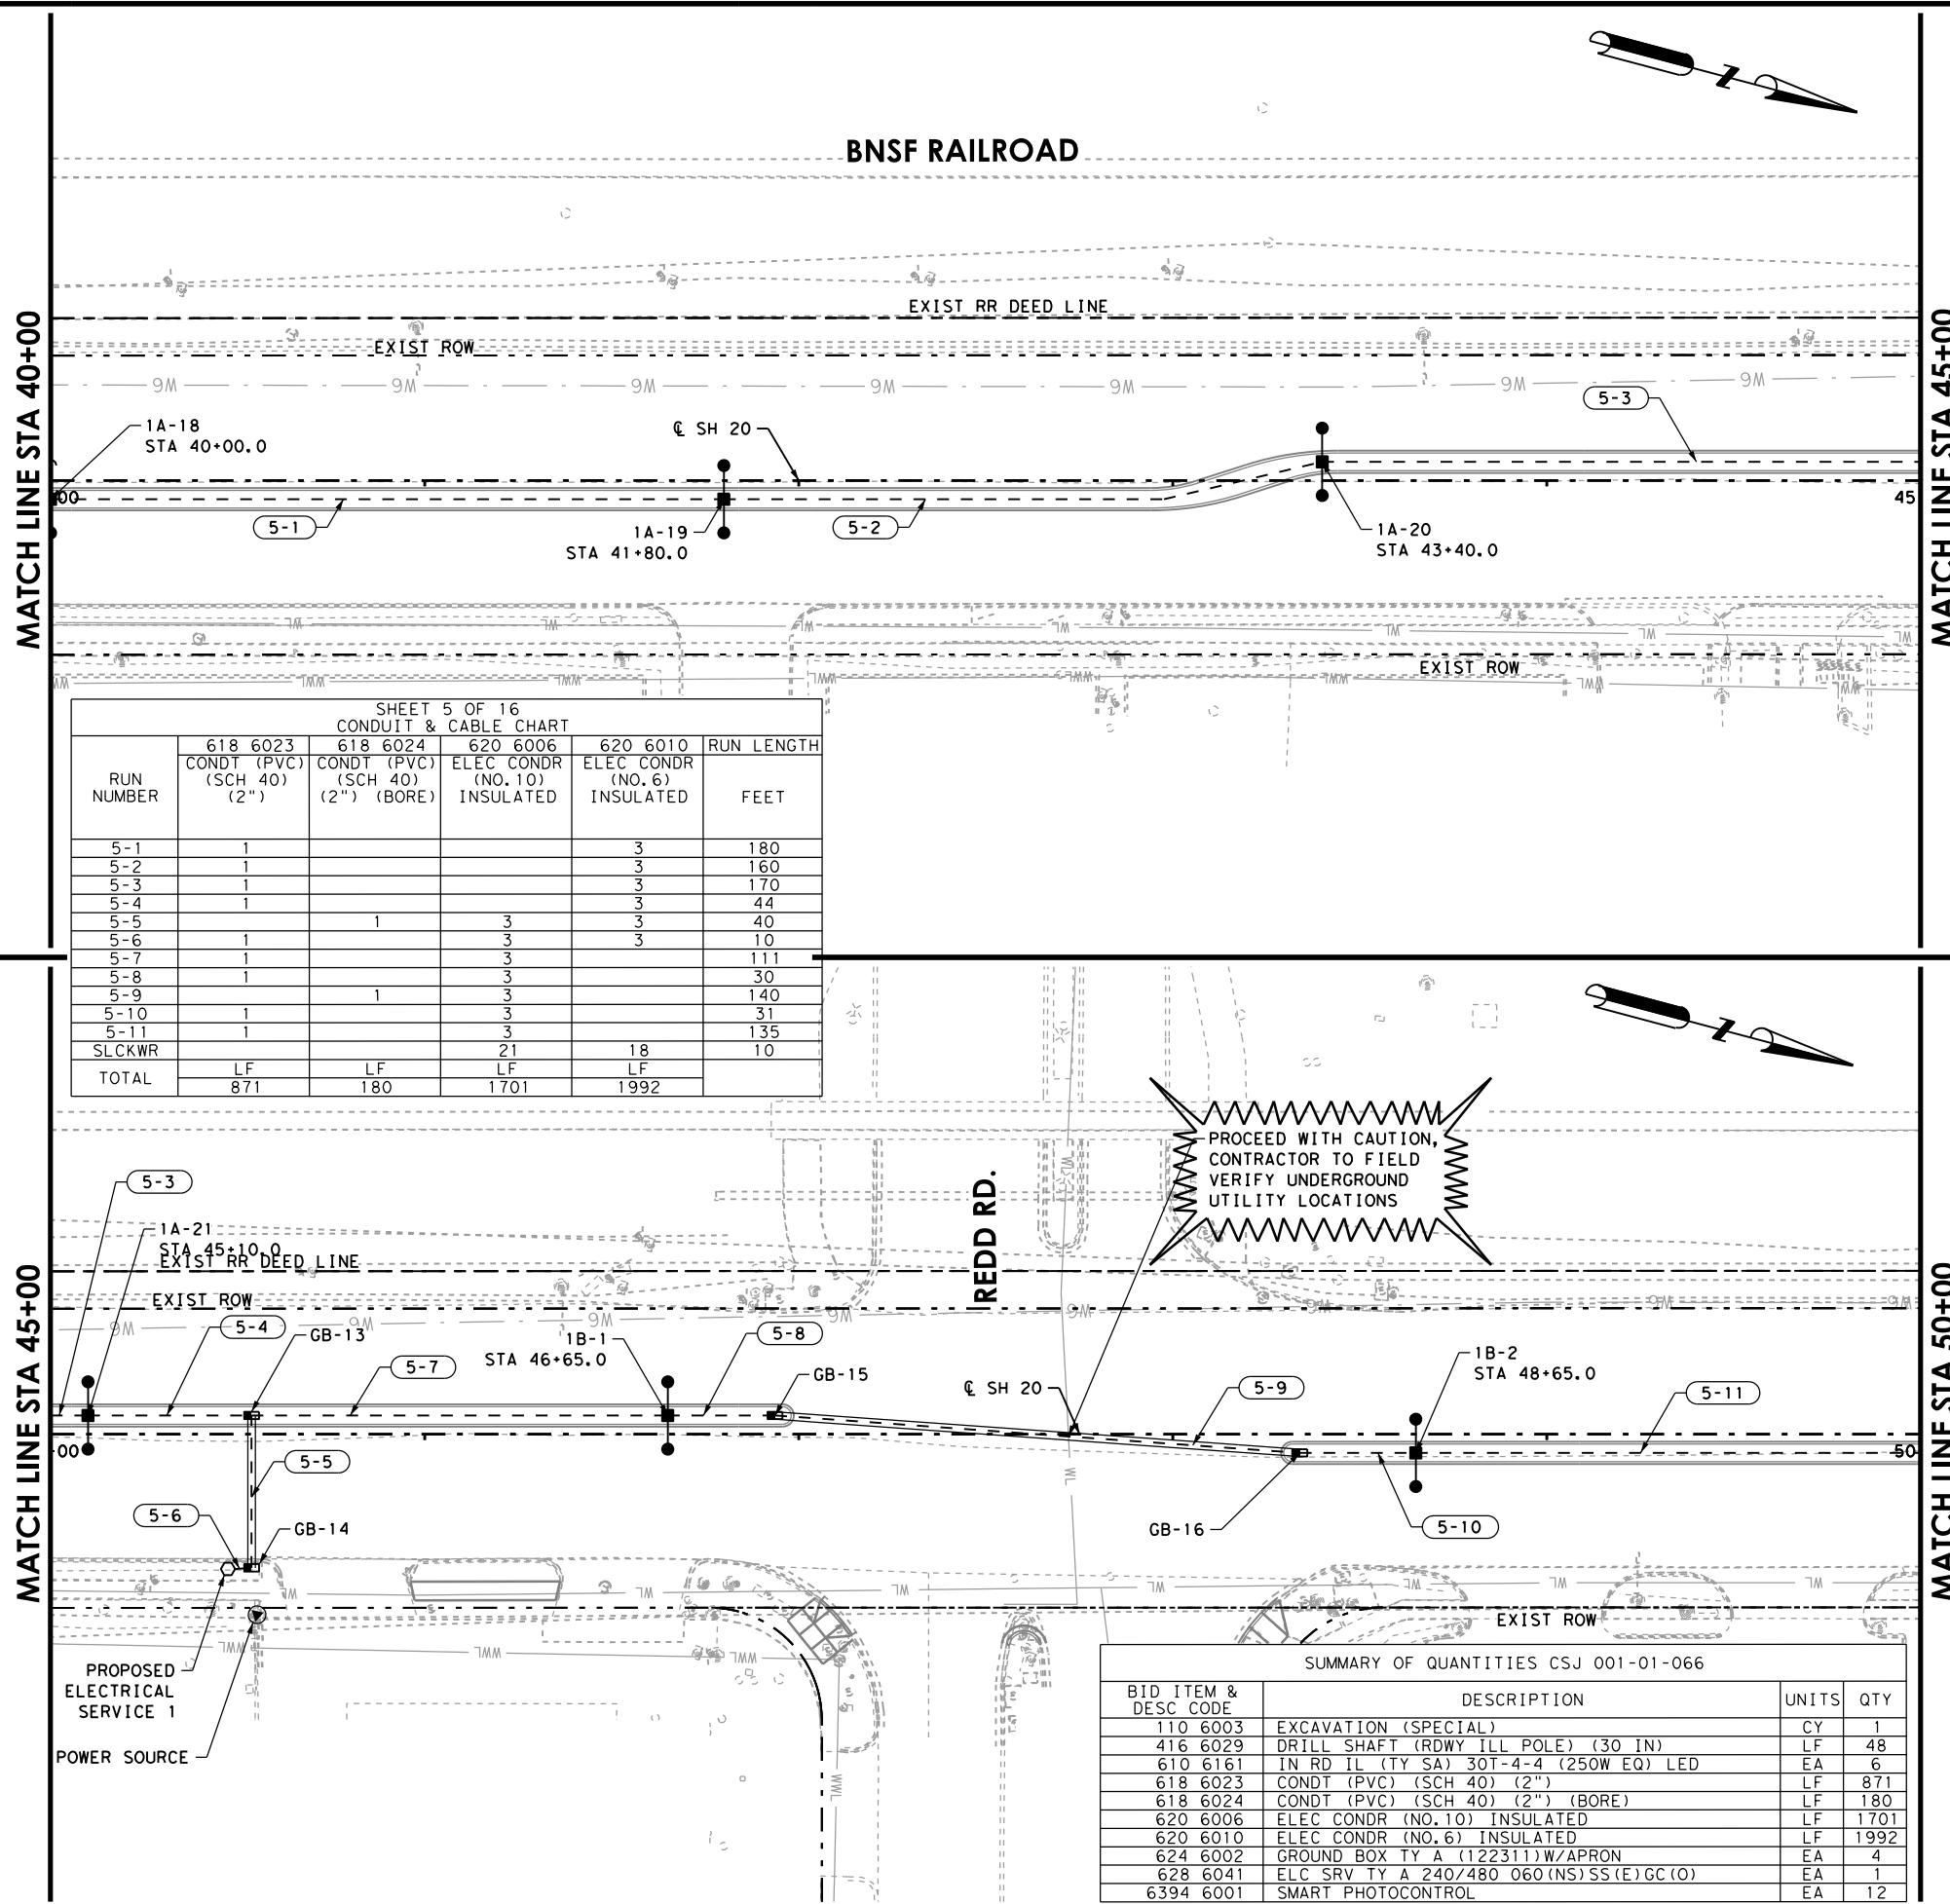 BNSF RAILROAD
Z
EXIST RR DEED LINE
EXIST ROW
MATCH LINE STA 40+00
MATCH LINE STA 45+00
1A-18
STA 40+00.0
℄ SH 20
5-3
00
45
5-1
1A-19
STA 41+80.0
5-2
1A-20
STA 43+40.0
EXIST ROW
SHEET 5 OF 16
CONDUIT & CABLE CHART
618 6023 618 6024 620 6006 620 6010 RUN LENGTH
RUN NUMBER CONDT (PVC) (SCH 40) (2") CONDT (PVC) (SCH 40) (2") (BORE) ELEC CONDR (NO.10) INSULATED ELEC CONDR (NO.6) INSULATED FEET
5-1 1 3 180
5-2 1 3 160
5-3 1 3 170
5-4 1 3 44
5-5 1 3 3 40
5-6 1 3 3 10
5-7 1 3 111
5-8 1 3 30
5-9 1 3 140
5-10 1 3 31
5-11 1 3 135
SLCKWR 21 18 10
TOTAL LF LF LF LF
871 180 1701 1992
Z
PROCEED WITH CAUTION,
CONTRACTOR TO FIELD
VERIFY UNDERGROUND
UTILITY LOCATIONS
REDD RD.
5-3
1A-21
STA 45+10.0
EXIST RR DEED LINE
EXIST ROW
MATCH LINE STA 45+00
MATCH LINE STA 50+00
5-4
GB-13
5-7
1B-1
STA 46+65.0
5-8
GB-15
℄ SH 20
5-9
1B-2
STA 48+65.0
5-11
00
50
5-5
5-6
GB-14
GB-16
5-10
EXIST ROW
PROPOSED
ELECTRICAL
SERVICE 1
POWER SOURCE
SUMMARY OF QUANTITIES CSJ 001-01-066
BID ITEM & DESC CODE DESCRIPTION UNITS QTY
110 6003 EXCAVATION (SPECIAL) CY 1
416 6029 DRILL SHAFT (RDWY ILL POLE) (30 IN) LF 48
610 6161 IN RD IL (TY SA) 30T-4-4 (250W EQ) LED EA 6
618 6023 CONDT (PVC) (SCH 40) (2") LF 871
618 6024 CONDT (PVC) (SCH 40) (2") (BORE) LF 180
620 6006 ELEC CONDR (NO.10) INSULATED LF 1701
620 6010 ELEC CONDR (NO.6) INSULATED LF 1992
624 6002 GROUND BOX TY A (122311)W/APRON EA 4
628 6041 ELC SRV TY A 240/480 060(NS)SS(E)GC(O) EA 1
6394 6001 SMART PHOTOCONTROL EA 12